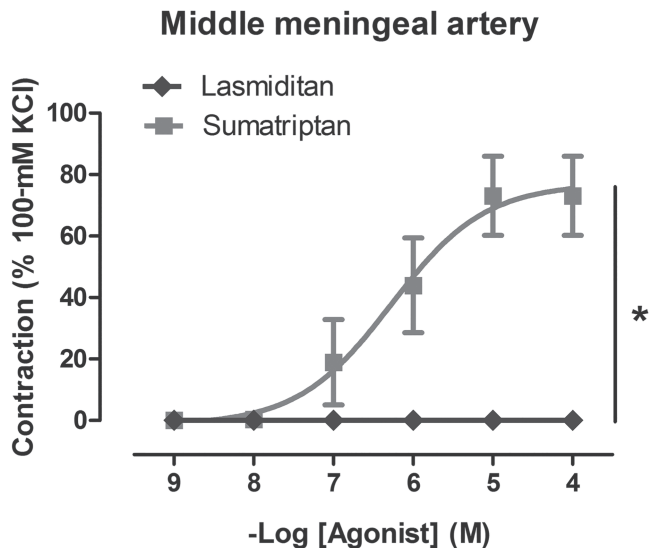 Middle meningeal artery
Lasmiditan
Sumatriptan
Contraction (% 100-mM KCl)
100
80
60
40
20
0
*
9 8 7 6 5 4
-Log [Agonist] (M)